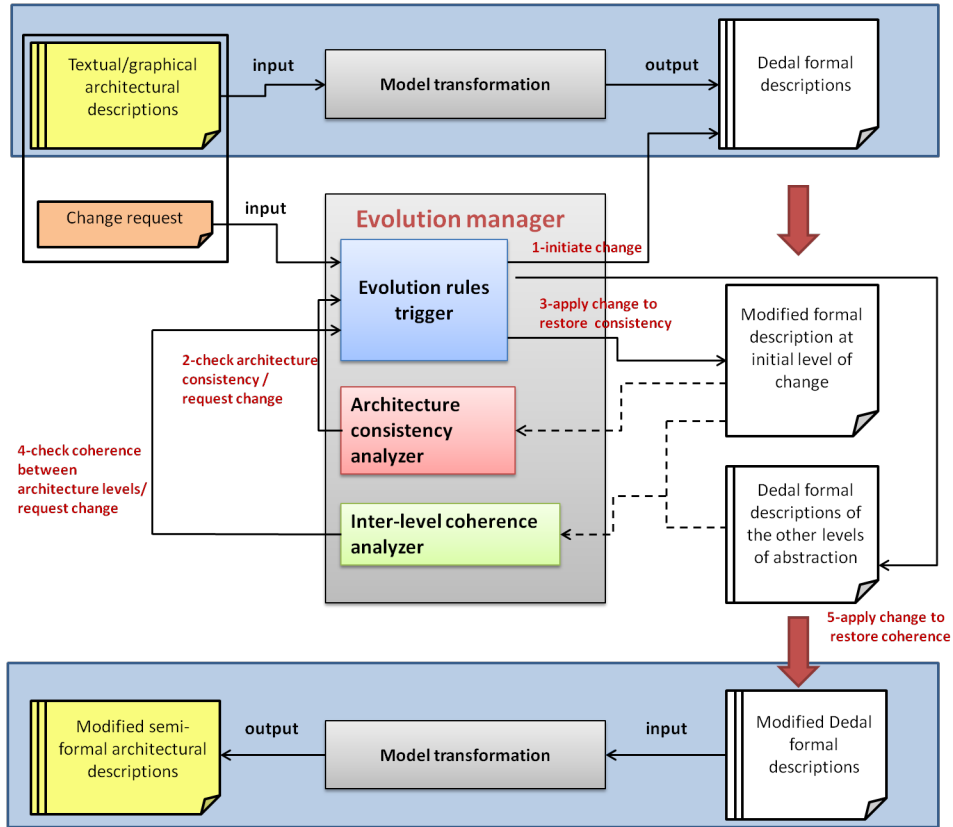 Textual/graphical
architectural
descriptions
input
Model transformation
output
Dedal formal
descriptions
Change request
input
Evolution manager
Evolution rules
trigger
1-initiate change
3-apply change to
restore consistency
2-check architecture
consistency /
request change
Architecture
consistency
analyzer
Modified formal
description at
initial level of
change
4-check coherence
between
architecture levels/
request change
Inter-level coherence
analyzer
Dedal formal
descriptions of
the other levels
of abstraction
5-apply change to
restore coherence
Modified semi-
formal architectural
descriptions
output
Model transformation
input
Modified Dedal
formal
descriptions